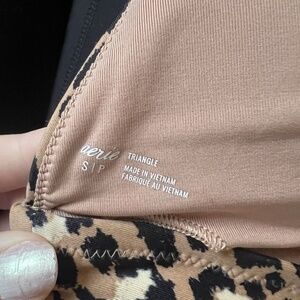 aerie
S/P
TRIANGLE
MADE IN VIETNAM
FABRIQUÉ AU VIETNAM